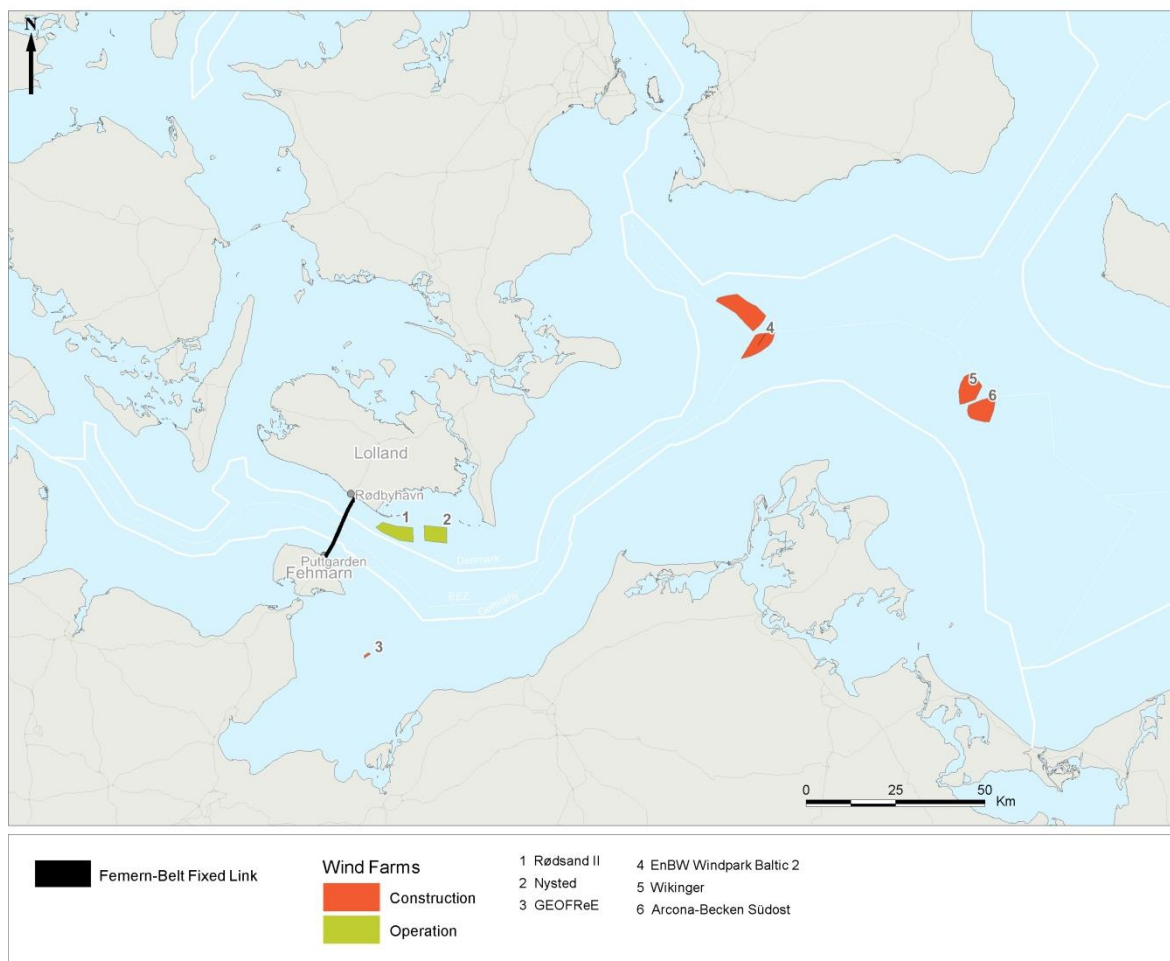 N
4
5
6
Lolland
Rødbyhavn
1
2
Puttgarden
Fehmarn
Denmark
EEZ
Germany
3
0 25 50
Km
Femern-Belt Fixed Link
Wind Farms
Construction
Operation
1 Rødsand II
2 Nysted
3 GEOFReE
4 EnBW Windpark Baltic 2
5 Wikinger
6 Arcona-Becken Südost